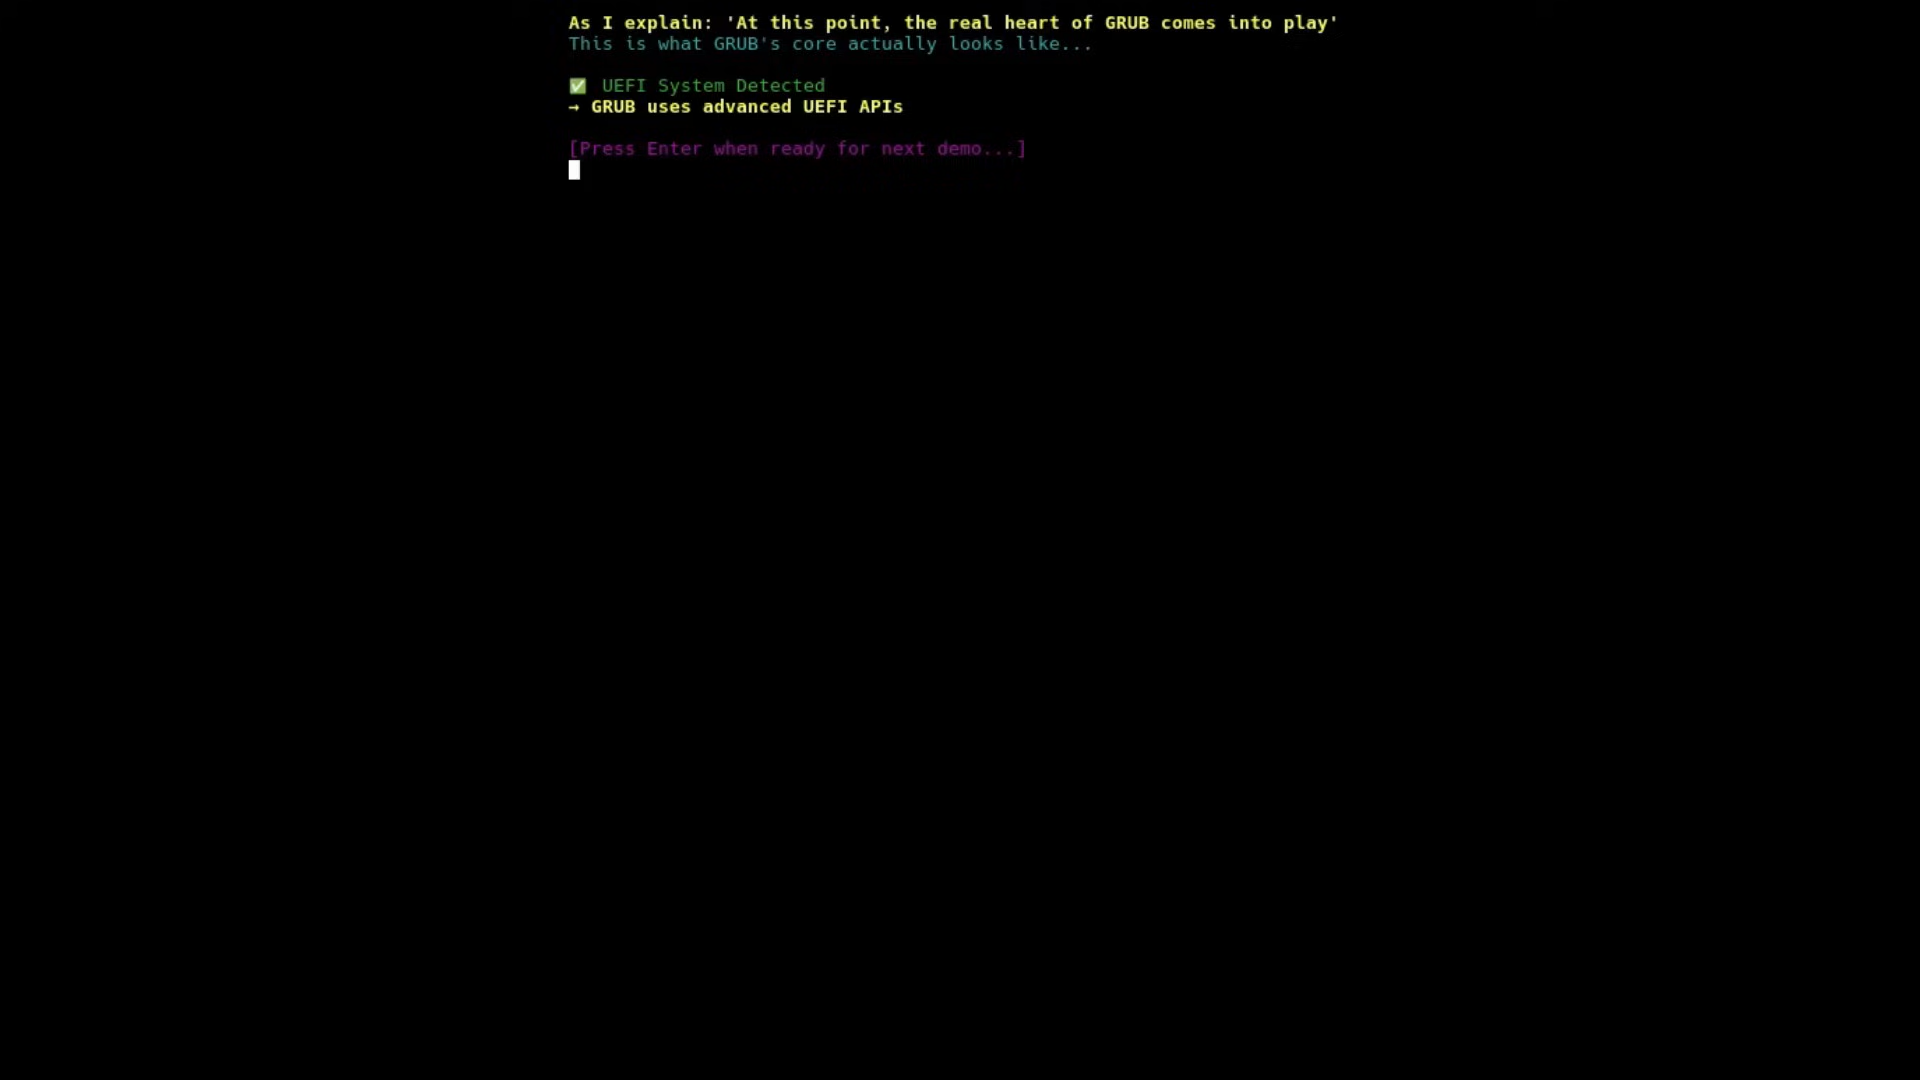 As I explain: 'At this point, the real heart of GRUB comes into play'
This is what GRUB's core actually looks like...
✅ UEFI System Detected
→ GRUB uses advanced UEFI APIs
[Press Enter when ready for next demo...]